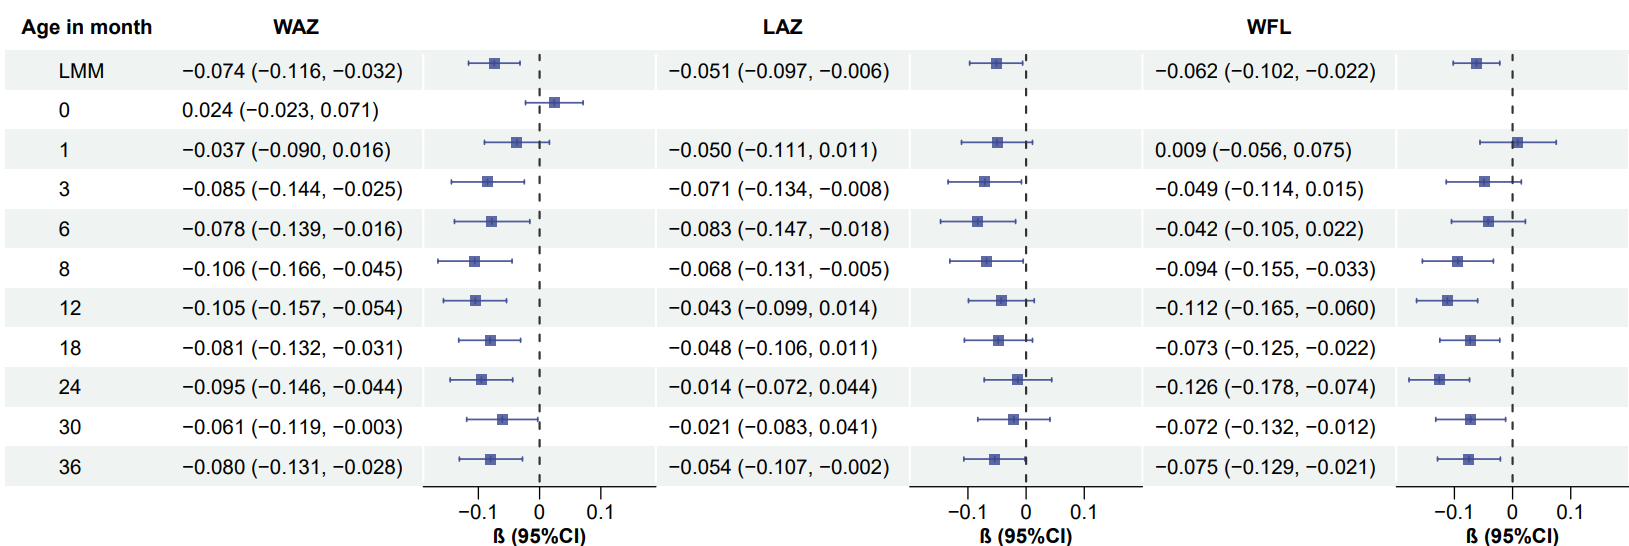 Age in month WAZ LAZ WFL
LMM −0.074 (−0.116, −0.032) −0.051 (−0.097, −0.006) −0.062 (−0.102, −0.022)
0 0.024 (−0.023, 0.071)
1 −0.037 (−0.090, 0.016) −0.050 (−0.111, 0.011) 0.009 (−0.056, 0.075)
3 −0.085 (−0.144, −0.025) −0.071 (−0.134, −0.008) −0.049 (−0.114, 0.015)
6 −0.078 (−0.139, −0.016) −0.083 (−0.147, −0.018) −0.042 (−0.105, 0.022)
8 −0.106 (−0.166, −0.045) −0.068 (−0.131, −0.005) −0.094 (−0.155, −0.033)
12 −0.105 (−0.157, −0.054) −0.043 (−0.099, 0.014) −0.112 (−0.165, −0.060)
18 −0.081 (−0.132, −0.031) −0.048 (−0.106, 0.011) −0.073 (−0.125, −0.022)
24 −0.095 (−0.146, −0.044) −0.014 (−0.072, 0.044) −0.126 (−0.178, −0.074)
30 −0.061 (−0.119, −0.003) −0.021 (−0.083, 0.041) −0.072 (−0.132, −0.012)
36 −0.080 (−0.131, −0.028) −0.054 (−0.107, −0.002) −0.075 (−0.129, −0.021)
−0.1 0 0.1 −0.1 0 0.1 −0.1 0 0.1
ß (95%CI) ß (95%CI) ß (95%CI)